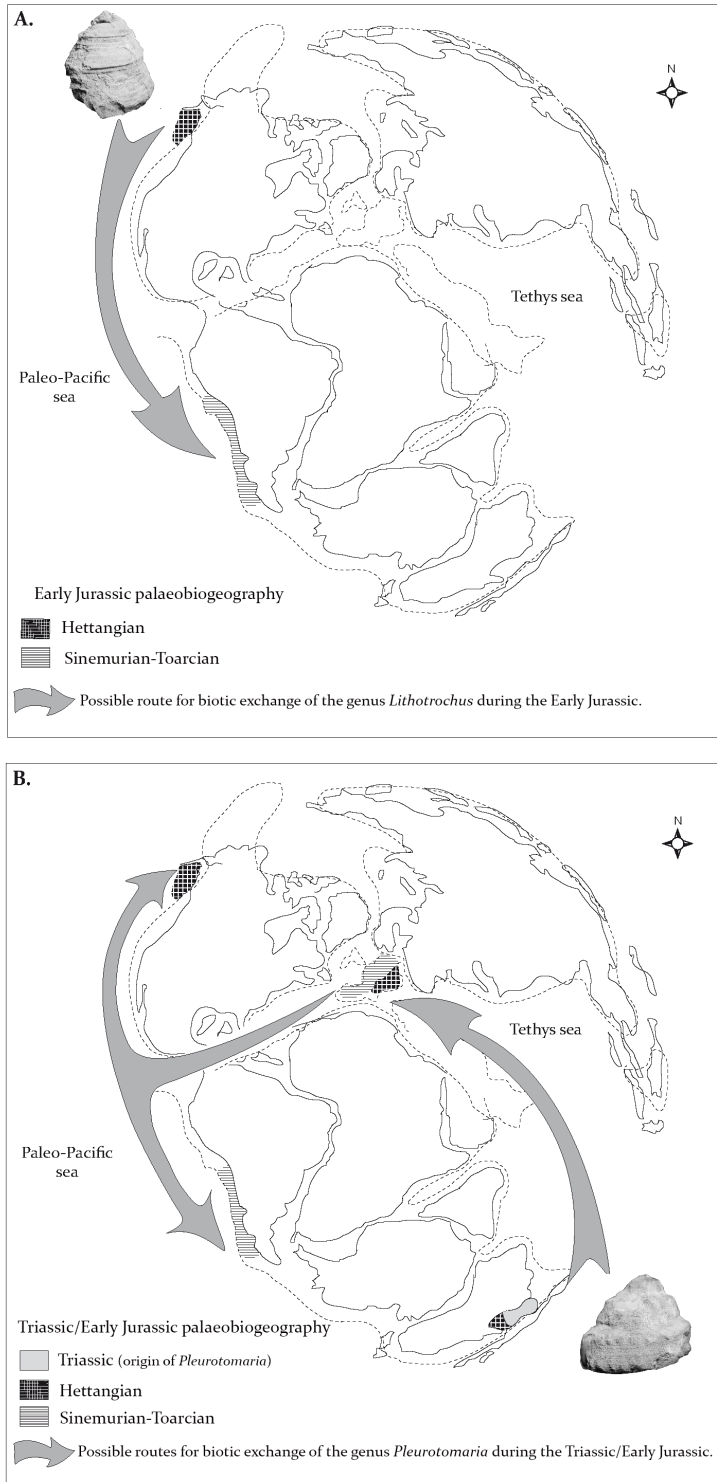 A.
N
Tethys sea
Paleo-Pacific
sea
Early Jurassic palaeobiogeography
Hettangian
Sinemurian-Toarcian
Possible route for biotic exchange of the genus Lithotrochus during the Early Jurassic.
B.
N
Tethys sea
Paleo-Pacific
sea
Triassic/Early Jurassic palaeobiogeography
Triassic (origin of Pleurotomaria)
Hettangian
Sinemurian-Toarcian
Possible routes for biotic exchange of the genus Pleurotomaria during the Triassic/Early Jurassic.